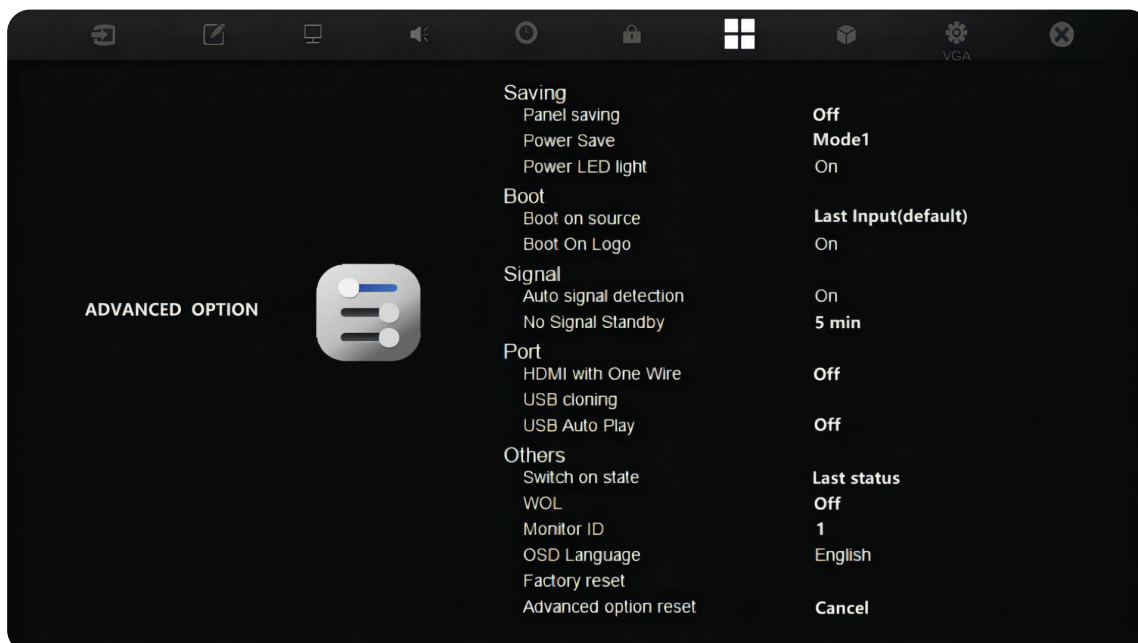 VGA
ADVANCED OPTION
Saving
Panel saving Off
Power Save Mode1
Power LED light On
Boot
Boot on source Last Input(default)
Boot On Logo On
Signal
Auto signal detection On
No Signal Standby 5 min
Port
HDMI with One Wire Off
USB cloning
USB Auto Play Off
Others
Switch on state Last status
WOL Off
Monitor ID 1
OSD Language English
Factory reset
Advanced option reset Cancel